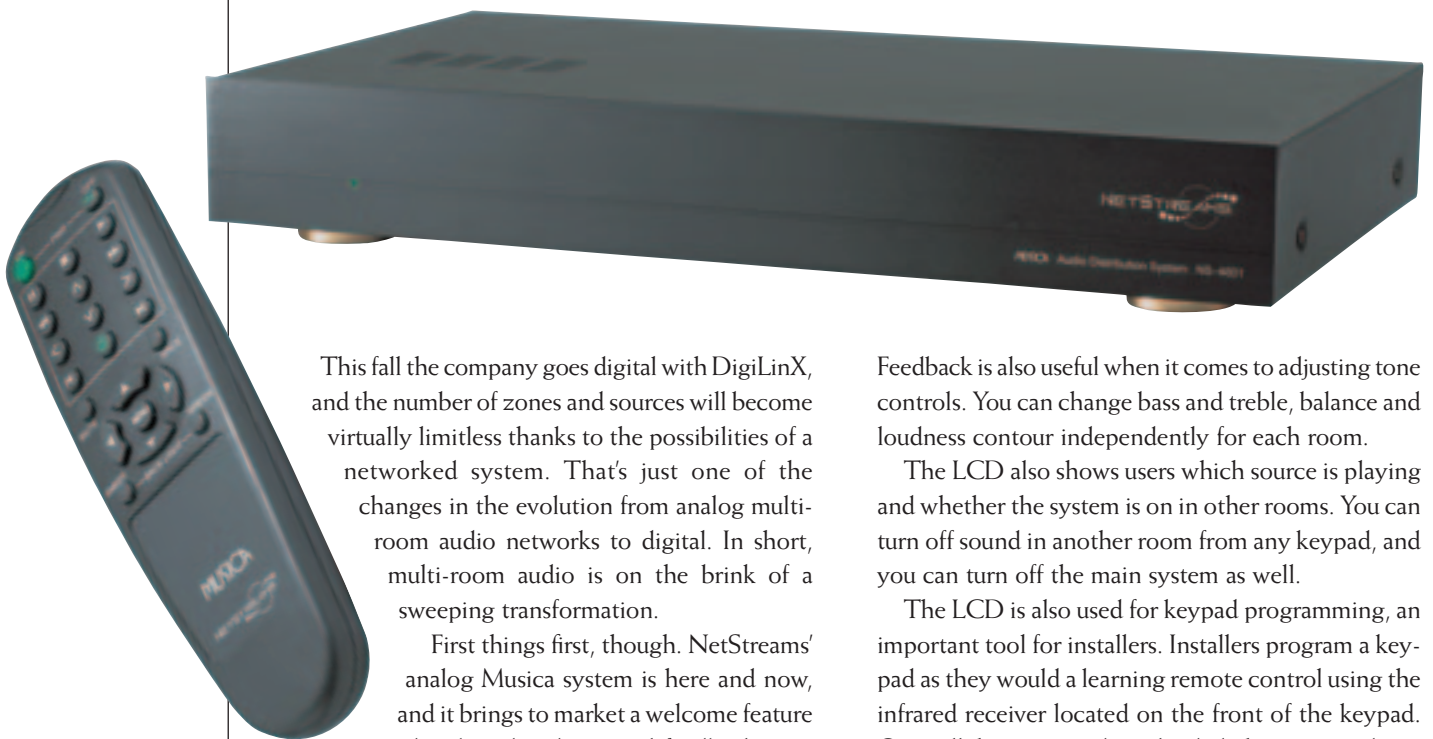 NETSTREAMS
MUSICA Audio Distribution System
MUSICA
NETSTREAMS
This fall the company goes digital with DigiLinX,
and the number of zones and sources will become
virtually limitless thanks to the possibilities of a
networked system. That's just one of the
changes in the evolution from analog multi-
room audio networks to digital. In short,
multi-room audio is on the brink of a
sweeping transformation.
First things first, though. NetStreams'
analog Musica system is here and now,
and it brings to market a welcome feature
Feedback is also useful when it comes to adjusting tone
controls. You can change bass and treble, balance and
loudness contour independently for each room.
The LCD also shows users which source is playing
and whether the system is on in other rooms. You can
turn off sound in another room from any keypad, and
you can turn off the main system as well.
The LCD is also used for keypad programming, an
important tool for installers. Installers program a key-
pad as they would a learning remote control using the
infrared receiver located on the front of the keypad.